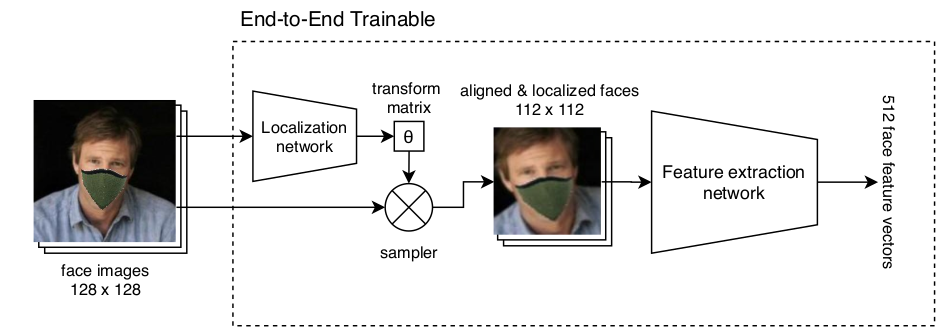 End-to-End Trainable
Localization
network
transform
matrix
θ
sampler
face images
128 x 128
aligned & localized faces
112 x 112
Feature extraction
network
512 face feature vectors